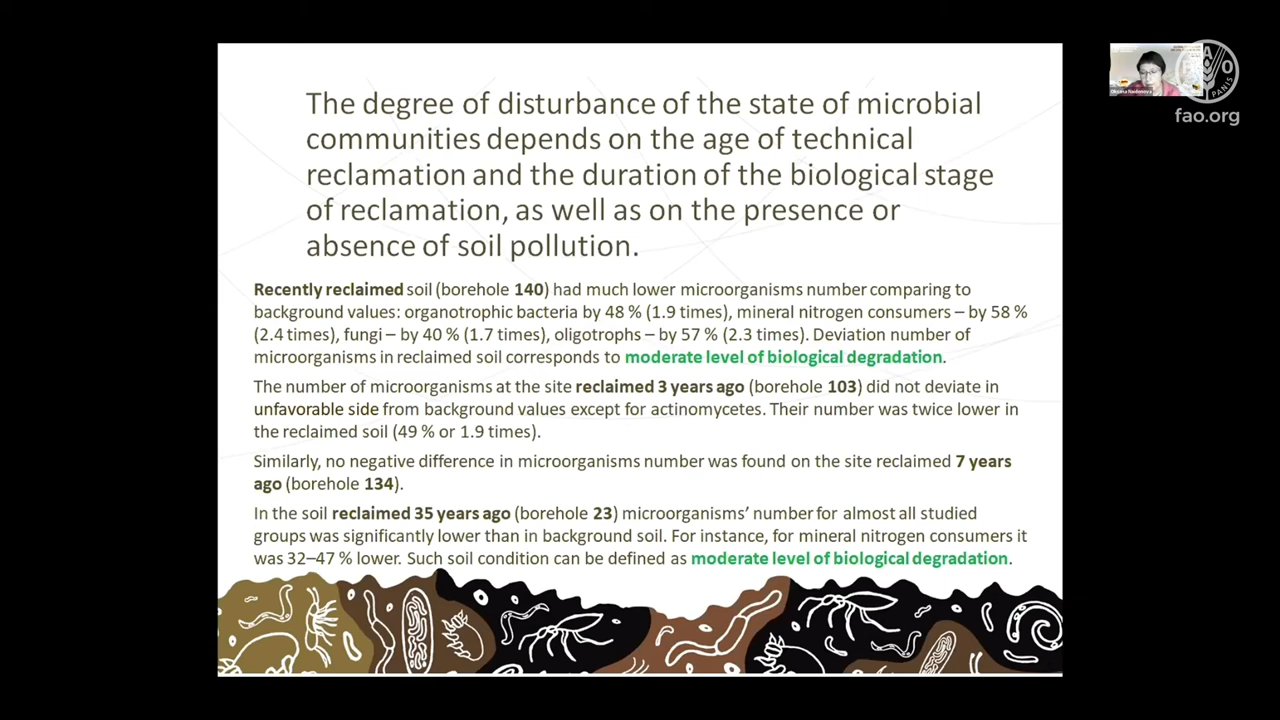 The degree of disturbance of the state of microbial
communities depends on the age of technical
reclamation and the duration of the biological stage
of reclamation, as well as on the presence or
absence of soil pollution.
Recently reclaimed soil (borehole 140) had much lower microorganisms number comparing to
background values: organotrophic bacteria by 48 % (1.9 times), mineral nitrogen consumers – by 58 %
(2.4 times), fungi – by 40 % (1.7 times), oligotrophs – by 57 % (2.3 times). Deviation number of
microorganisms in reclaimed soil corresponds to moderate level of biological degradation.
The number of microorganisms at the site reclaimed 3 years ago (borehole 103) did not deviate in
unfavorable side from background values except for actinomycetes. Their number was twice lower in
the reclaimed soil (49 % or 1.9 times).
Similarly, no negative difference in microorganisms number was found on the site reclaimed 7 years
ago (borehole 134).
In the soil reclaimed 35 years ago (borehole 23) microorganisms’ number for almost all studied
groups was significantly lower than in background soil. For instance, for mineral nitrogen consumers it
was 32–47 % lower. Such soil condition can be defined as moderate level of biological degradation.
Oksana Naidonova
fao.org